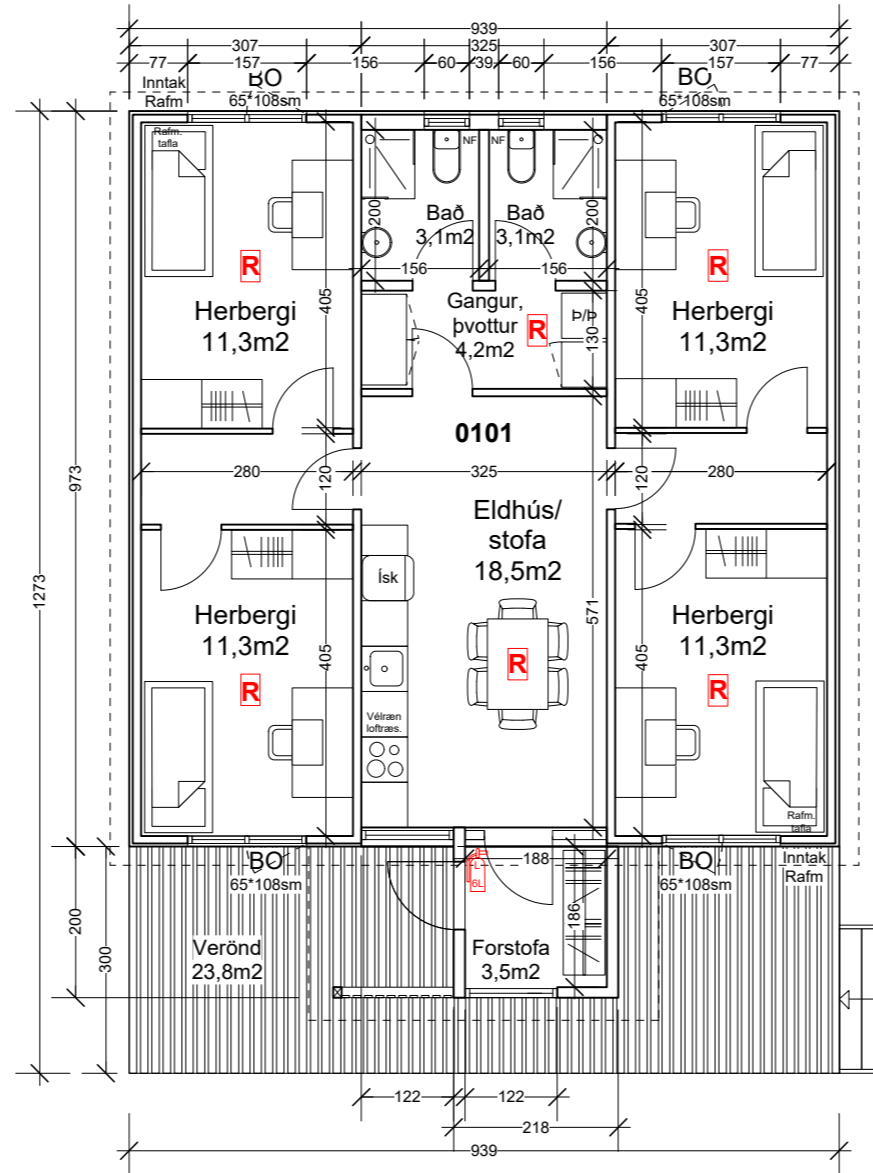 939
307
325
307
77
157
156
60
39
60
156
157
77
Inntak
Rafm
BO
65*108sm
BO
65*108sm
Rafm.
tafla
NF
NF
200
Bað
3,1m2
Bað
3,1m2
200
156
156
R
R
405
Herbergi
11,3m2
Gangur,
þvottur
4,2m2
R
Þ/Þ
130
Herbergi
11,3m2
405
0101
973
1273
280
120
325
120
280
Eldhús/
stofa
18,5m2
Ísk
571
Herbergi
11,3m2
R
405
R
Herbergi
11,3m2
R
405
Vélræn
loftræs.
Rafm.
tafla
BO
65*108sm
188
6L
BO
65*108sm
Inntak
Rafm
200
300
186
Verönd
23,8m2
Forstofa
3,5m2
122
122
218
939